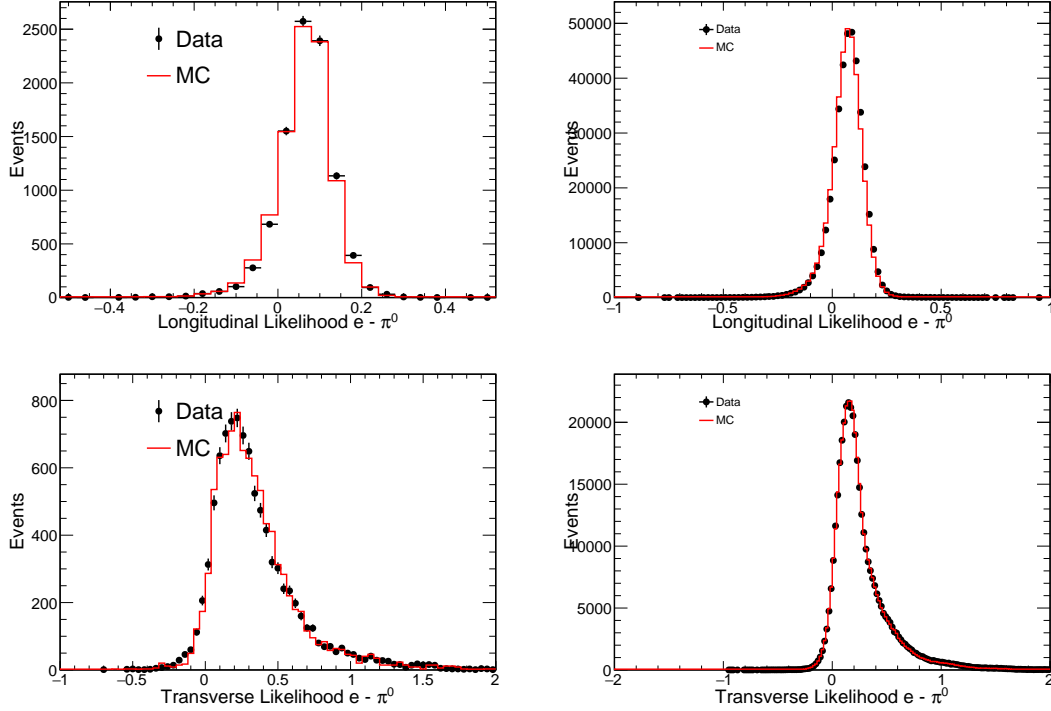 2500
2000
1500
1000
500
0
Events
Data
MC
−0.4 −0.2 0 0.2 0.4
Longitudinal Likelihood e - π⁰
50000
40000
30000
20000
10000
0
Events
Data
MC
−1 −0.5 0 0.5 1
Longitudinal Likelihood e - π⁰
800
600
400
200
0
Events
Data
MC
−1 −0.5 0 0.5 1 1.5 2
Transverse Likelihood e - π⁰
20000
15000
10000
5000
0
Events
Data
MC
−2 −1 0 1 2
Transverse Likelihood e - π⁰